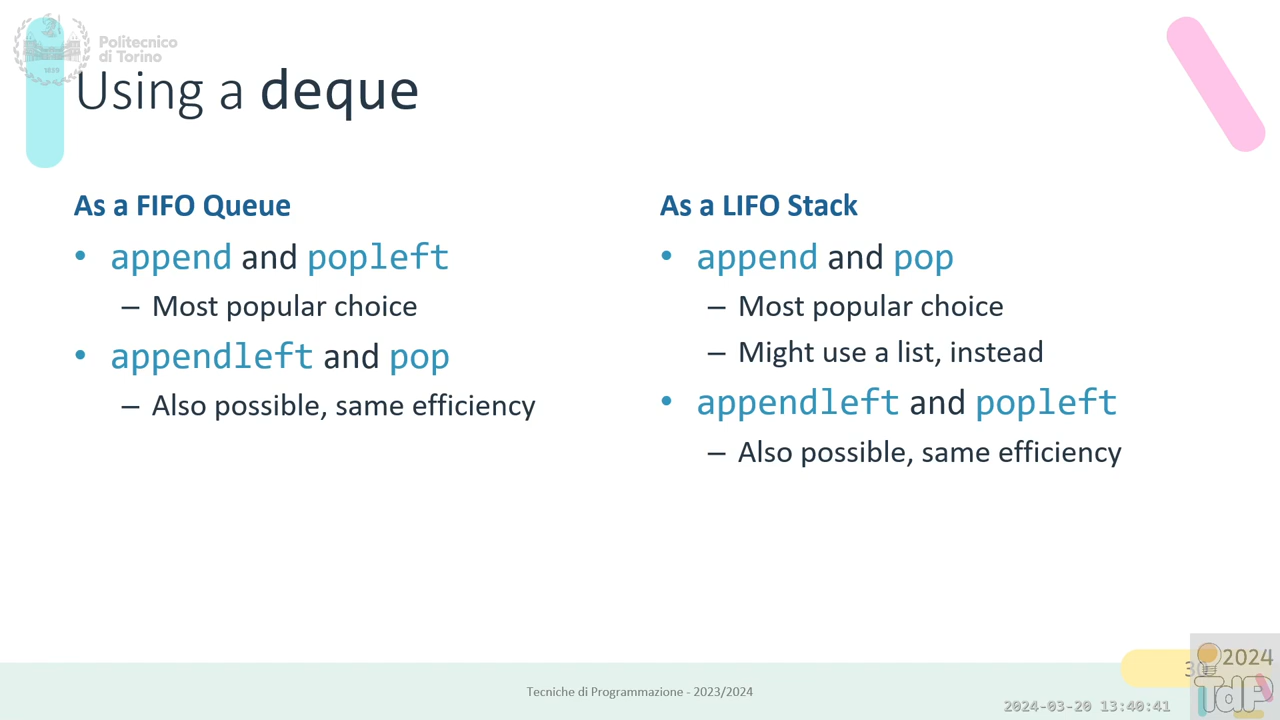 Politecnico
di Torino
Using a deque
As a FIFO Queue
• append and popleft
– Most popular choice
• appendleft and pop
– Also possible, same efficiency
As a LIFO Stack
• append and pop
– Most popular choice
– Might use a list, instead
• appendleft and popleft
– Also possible, same efficiency
Tecniche di Programmazione - 2023/2024
2024
TdP
2024-03-20 13:40:41